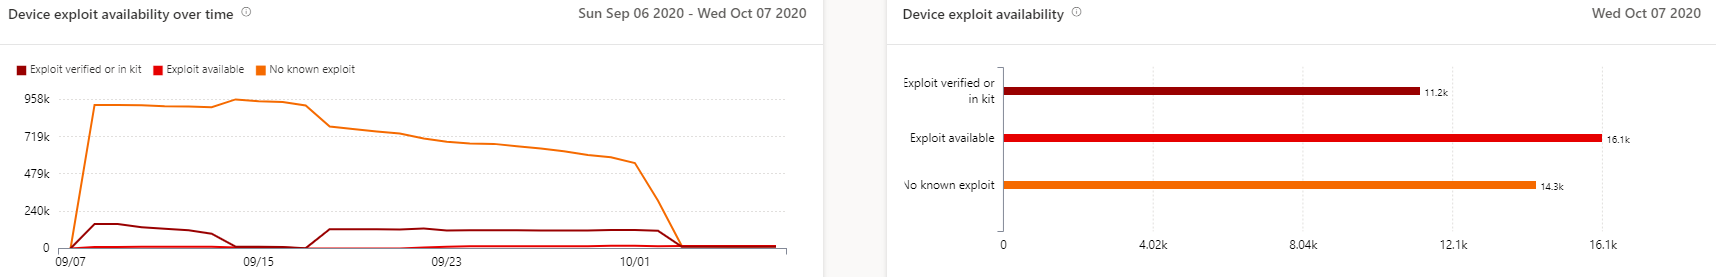 Device exploit availability over time
Sun Sep 06 2020 - Wed Oct 07 2020
Exploit verified or in kit
Exploit available
No known exploit
958k
719k
479k
240k
0
09/07
09/15
09/23
10/01
Device exploit availability
Wed Oct 07 2020
Exploit verified or
in kit
11.2k
Exploit available
16.1k
No known exploit
14.3k
0
4.02k
8.04k
12.1k
16.1k